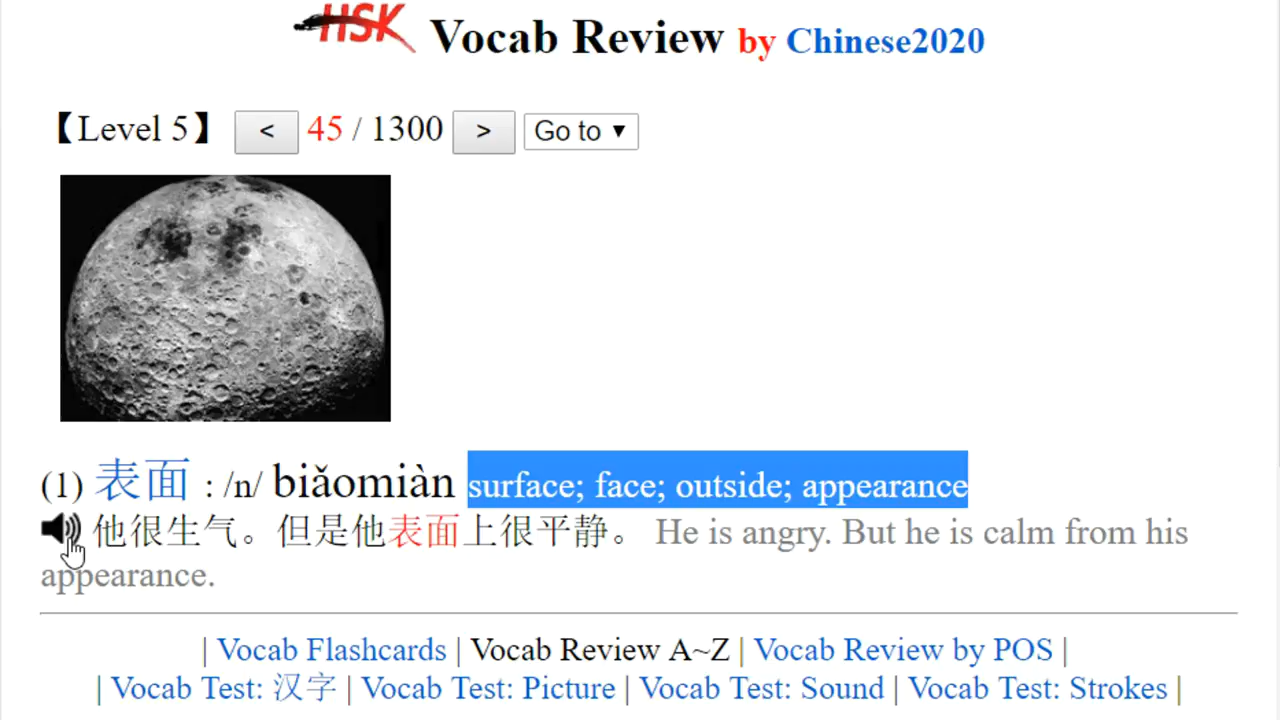 HSK Vocab Review by Chinese2020
【Level 5】 < 45 / 1300 > Go to ▼
(1) 表面 : /n/ biǎomiàn surface; face; outside; appearance
他很生气。但是他表面上很平静。 He is angry. But he is calm from his
appearance.
| Vocab Flashcards | Vocab Review A~Z | Vocab Review by POS |
| Vocab Test: 汉字 | Vocab Test: Picture | Vocab Test: Sound | Vocab Test: Strokes |